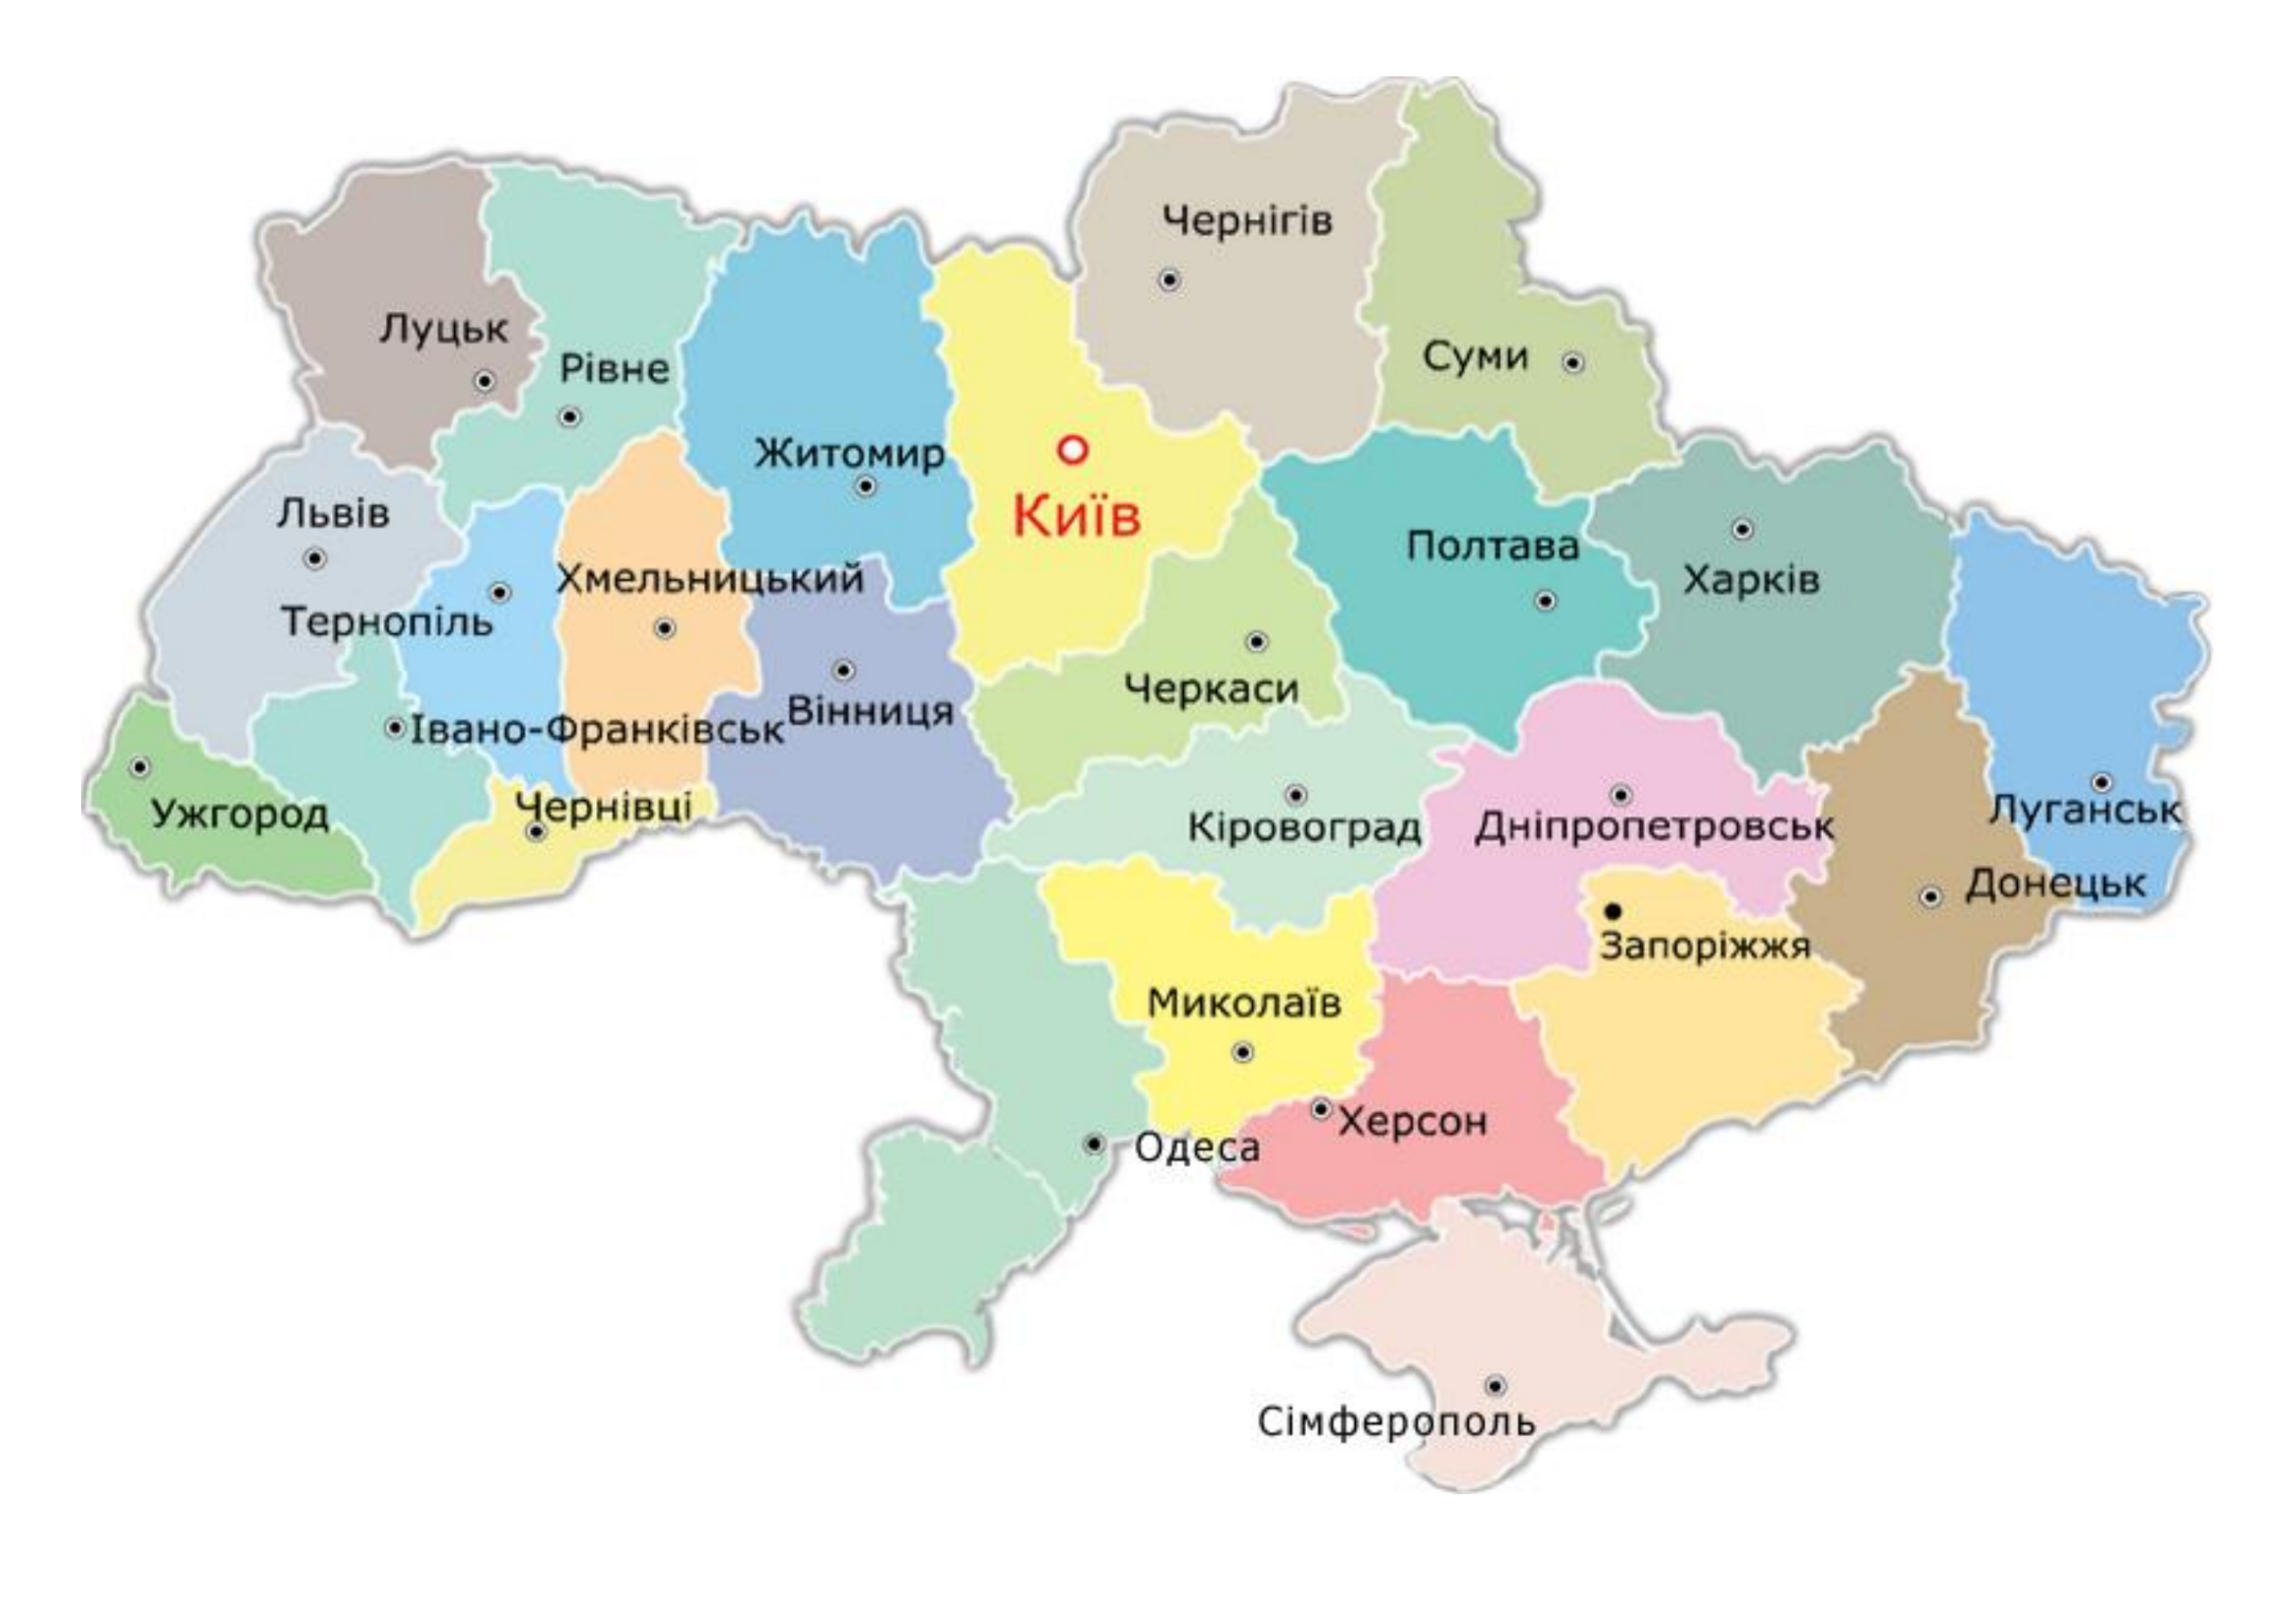 Чернігів
Луцьк
Суми
Рівне
Житомир
Львів
Київ
Полтава
Хмельницький
Харків
Тернопіль
Черкаси
Вінниця
Івано-Франківськ
Чернівці
Луганськ
Ужгород
Кіровоград
Дніпропетровськ
Донецьк
Запоріжжя
Миколаїв
Херсон
Одеса
Сімферополь